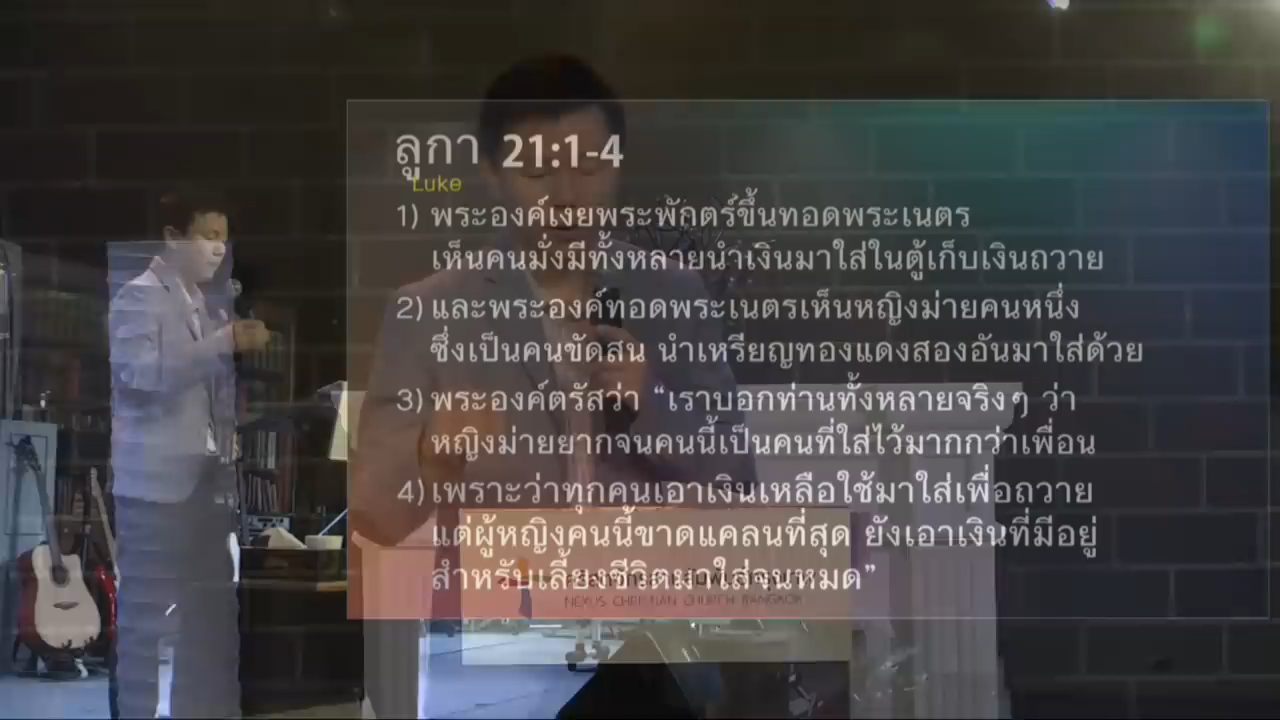 ลูกา 21:1-4
Luke
1) พระองค์เงยพระพักตร์ขึ้นทอดพระเนตร
เห็นคนมั่งมีทั้งหลายนำเงินมาใส่ในตู้เก็บเงินถวาย
2) และพระองค์ทอดพระเนตรเห็นหญิงม่ายคนหนึ่ง
ซึ่งเป็นคนขัดสน นำเหรียญทองแดงสองอันมาใส่ด้วย
3) พระองค์ตรัสว่า “เราบอกท่านทั้งหลายจริงๆ ว่า
หญิงม่ายยากจนคนนี้เป็นคนที่ใส่ไว้มากกว่าเพื่อน
4) เพราะว่าทุกคนเอาเงินเหลือใช้มาใส่เพื่อถวาย
แต่ผู้หญิงคนนี้ขาดแคลนที่สุด ยังเอาเงินที่มีอยู่
สำหรับเลี้ยงชีวิตมาใส่จนหมด”
NEXUS CHRISTIAN CHURCH BANGKOK